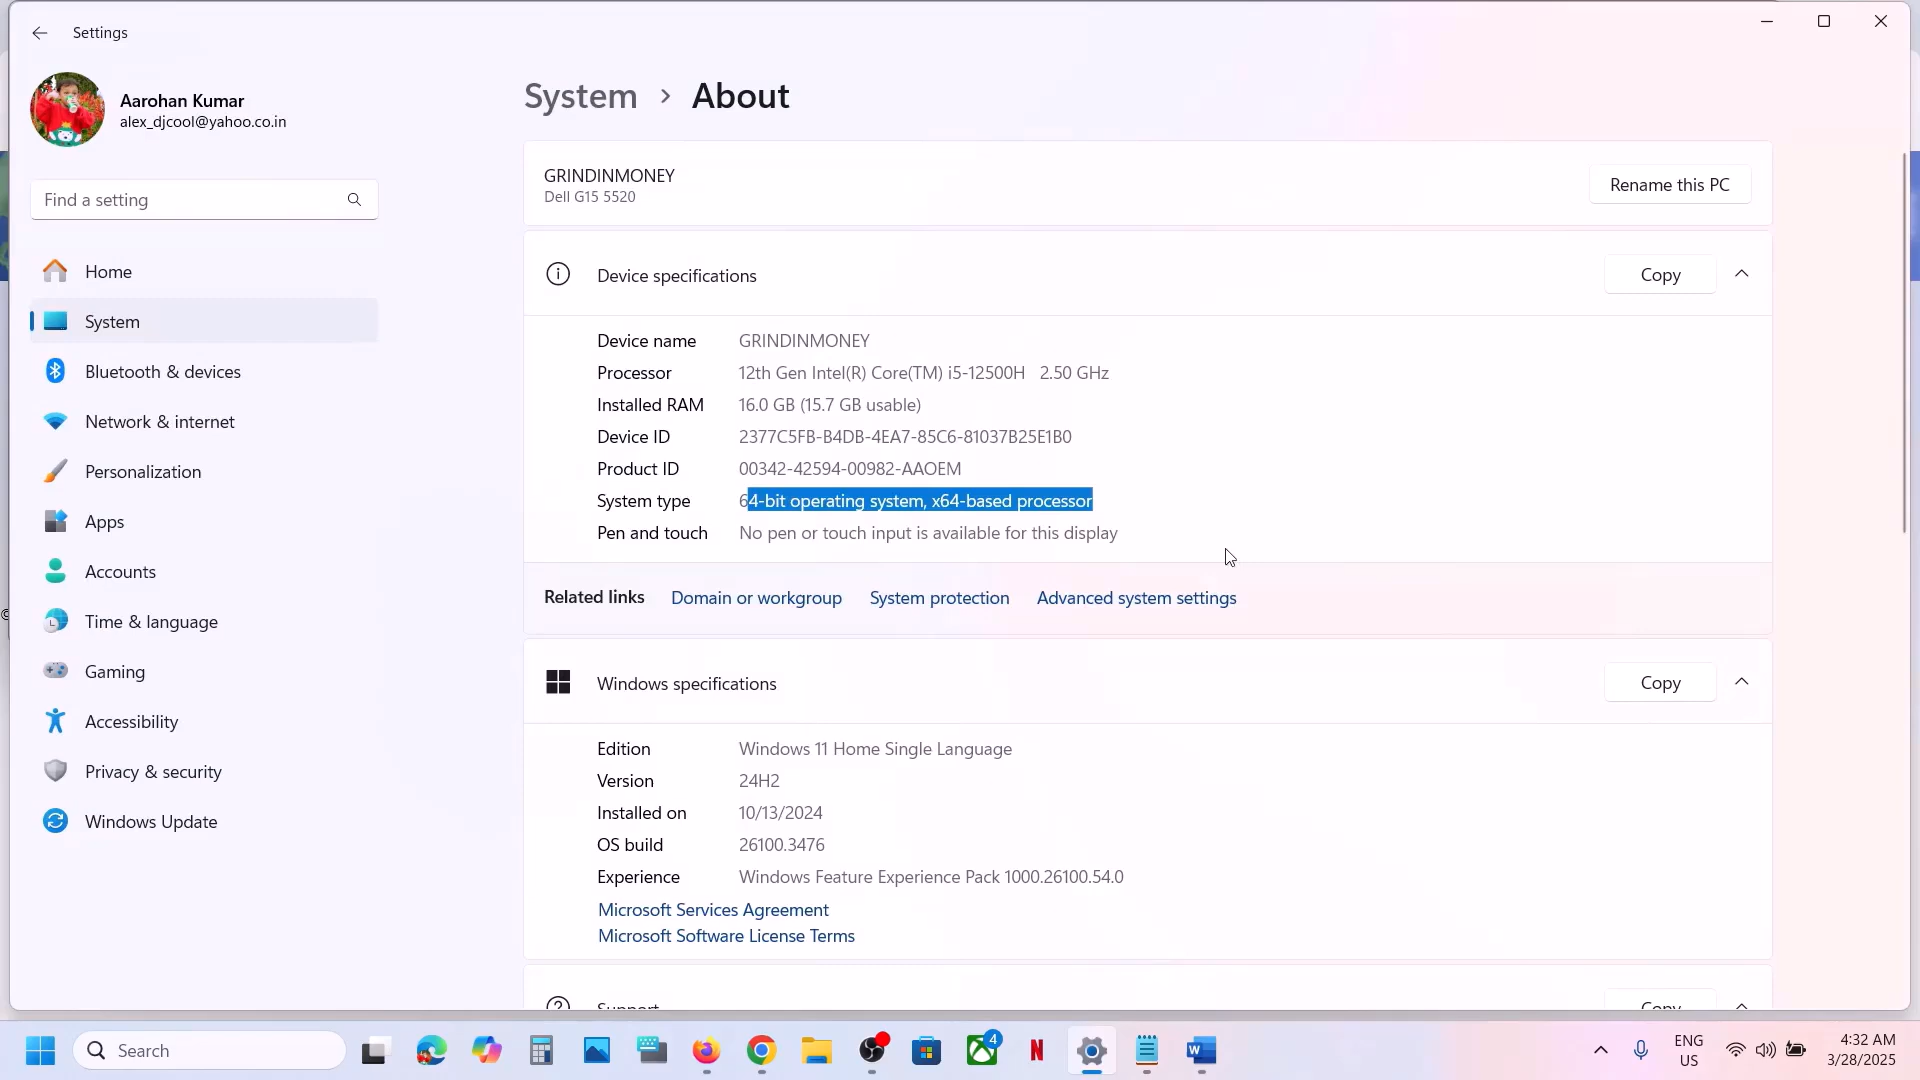 Settings
Aarohan Kumar
alex_djcool@yahoo.co.in
Find a setting
Home
System
Bluetooth & devices
Network & internet
Personalization
Apps
Accounts
Time & language
Gaming
Accessibility
Privacy & security
Windows Update
System > About
GRINDINMONEY
Dell G15 5520
Rename this PC
Device specifications
Copy
Device name GRINDINMONEY
Processor 12th Gen Intel(R) Core(TM) i5-12500H 2.50 GHz
Installed RAM 16.0 GB (15.7 GB usable)
Device ID 2377C5FB-B4DB-4EA7-85C6-81037B25E1B0
Product ID 00342-42594-00982-AAOEM
System type 64-bit operating system, x64-based processor
Pen and touch No pen or touch input is available for this display
Related links Domain or workgroup System protection Advanced system settings
Windows specifications
Copy
Edition Windows 11 Home Single Language
Version 24H2
Installed on 10/13/2024
OS build 26100.3476
Experience Windows Feature Experience Pack 1000.26100.54.0
Microsoft Services Agreement
Microsoft Software License Terms
Support
Copy
Search
4
ENG
US
4:32 AM
3/28/2025